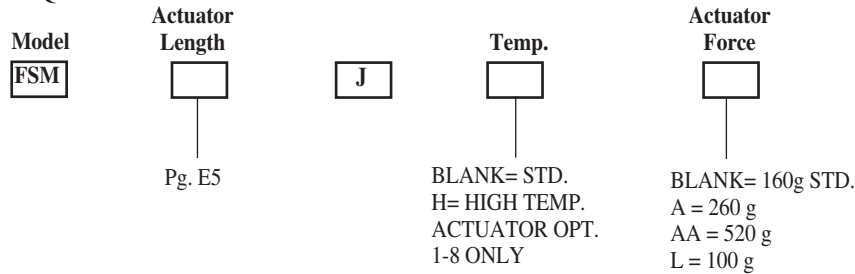 Actuator Actuator
Model Length Temp. Force
FSM J
Pg. E5
BLANK= STD.
H= HIGH TEMP.
ACTUATOR OPT.
1-8 ONLY
BLANK= 160g STD.
A = 260 g
AA = 520 g
L = 100 g